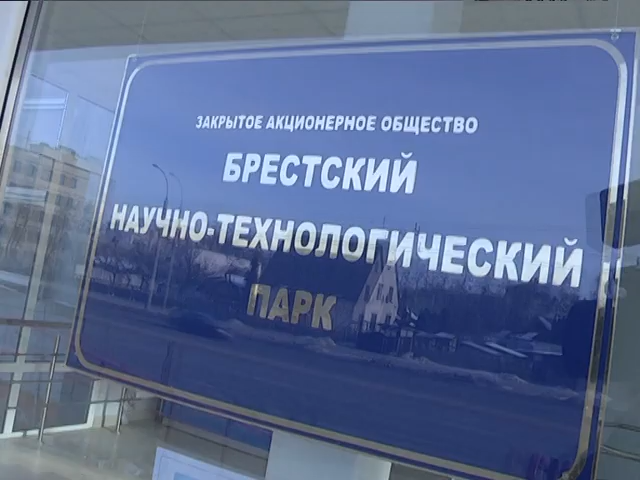 ЗАКРЫТОЕ АКЦИОНЕРНОЕ ОБЩЕСТВО
БРЕСТСКИЙ
НАУЧНО-ТЕХНОЛОГИЧЕСКИЙ
ПАРК